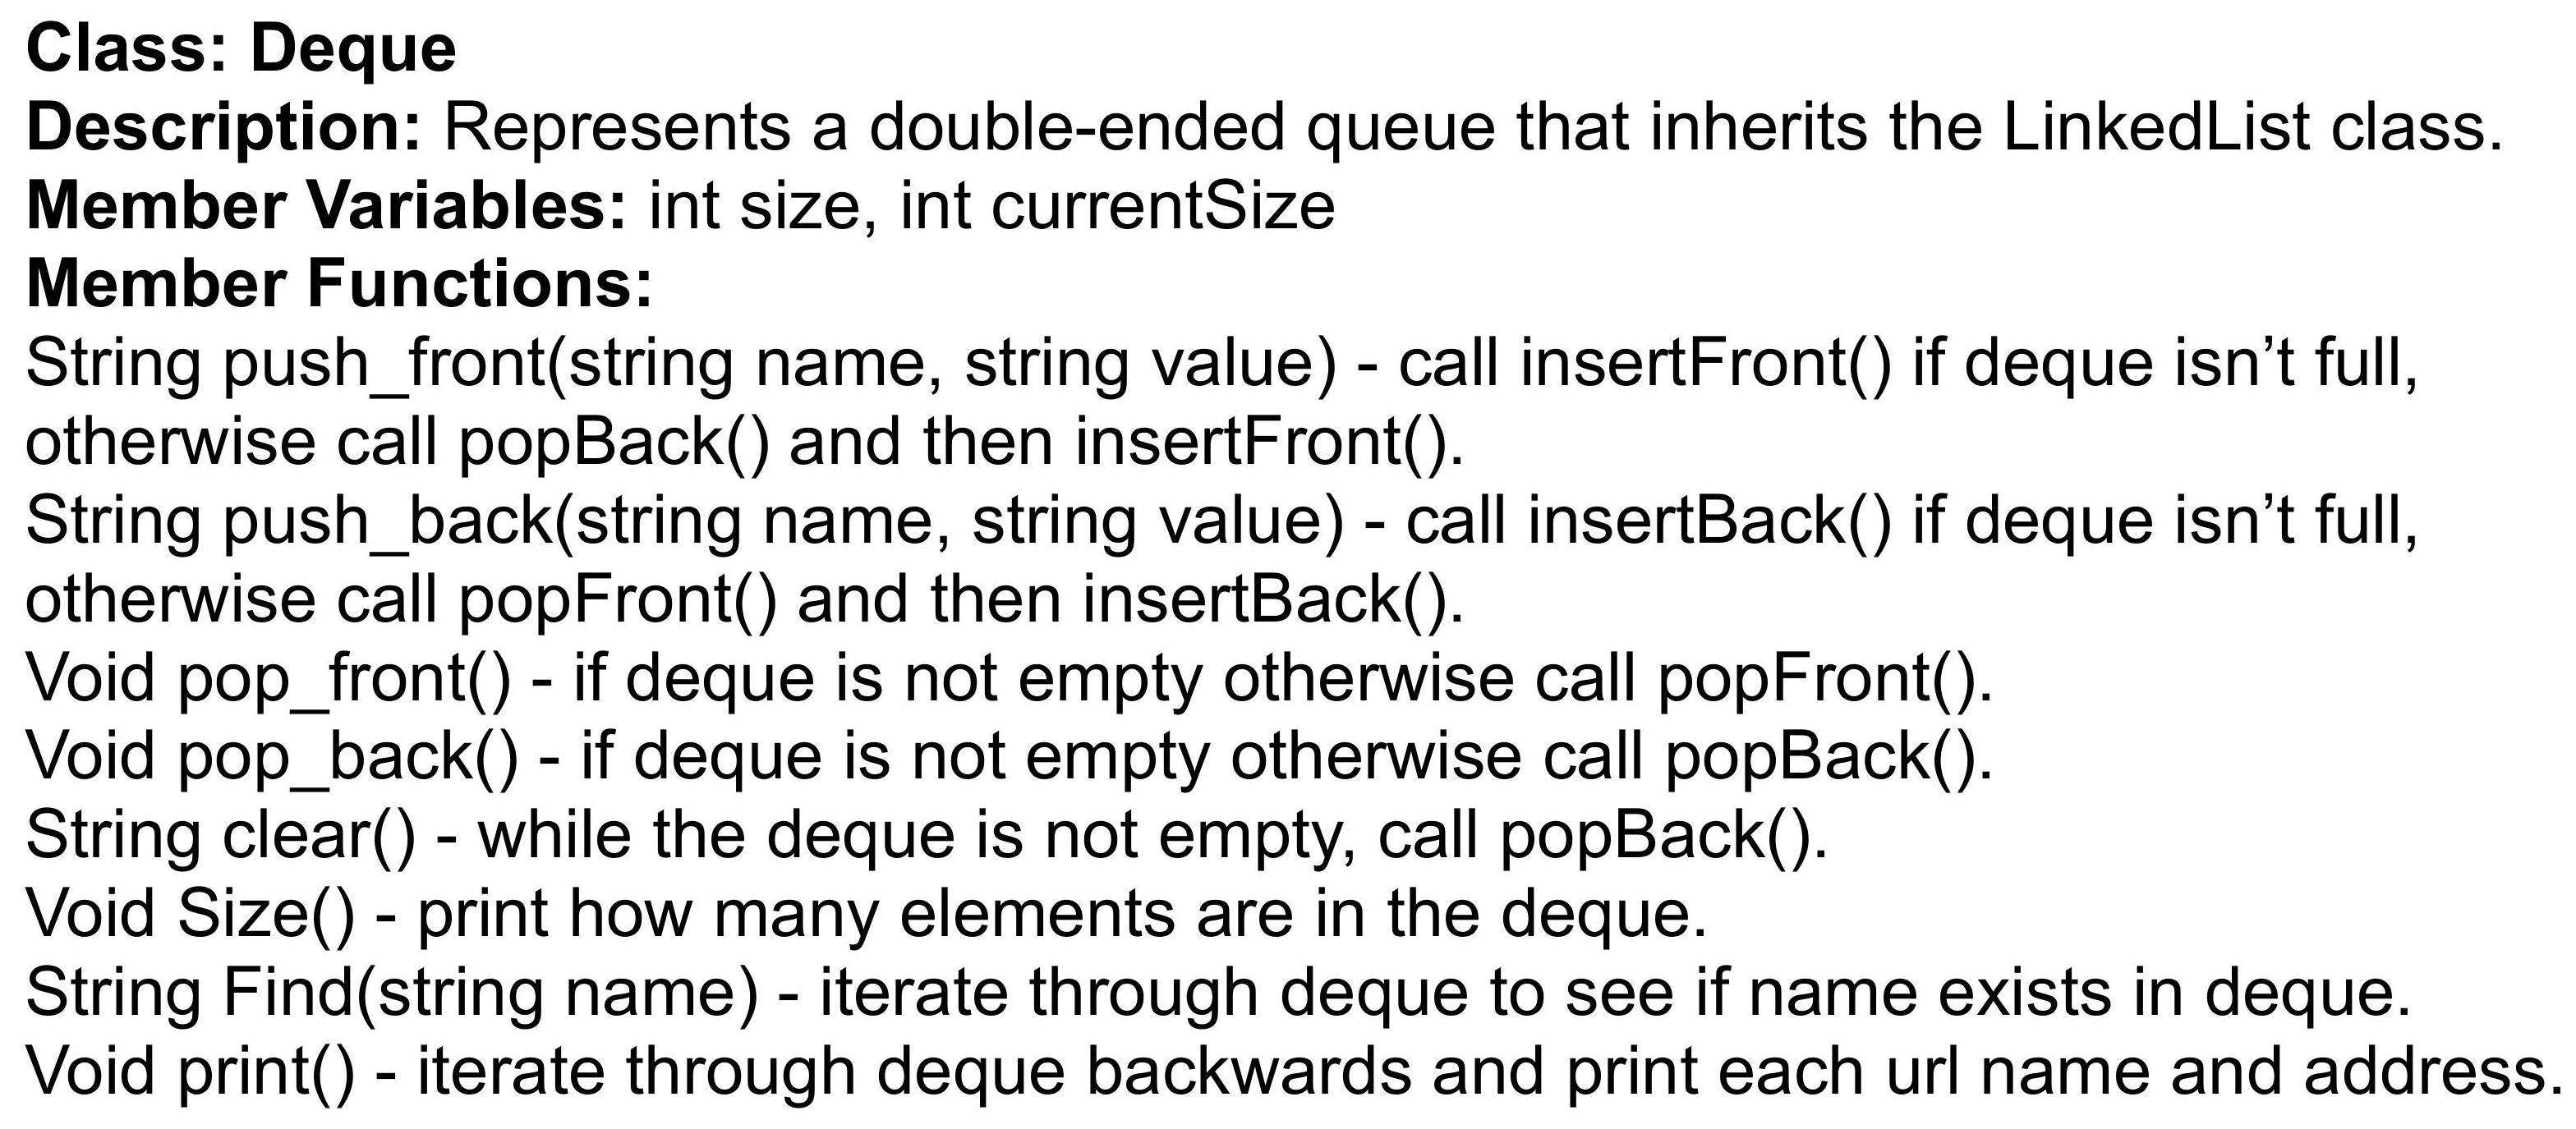 Class: Deque
Description: Represents a double-ended queue that inherits the LinkedList class.
Member Variables: int size, int currentSize
Member Functions:
String push_front(string name, string value) - call insertFront() if deque isn’t full,
otherwise call popBack() and then insertFront().
String push_back(string name, string value) - call insertBack() if deque isn’t full,
otherwise call popFront() and then insertBack().
Void pop_front() - if deque is not empty otherwise call popFront().
Void pop_back() - if deque is not empty otherwise call popBack().
String clear() - while the deque is not empty, call popBack().
Void Size() - print how many elements are in the deque.
String Find(string name) - iterate through deque to see if name exists in deque.
Void print() - iterate through deque backwards and print each url name and address.